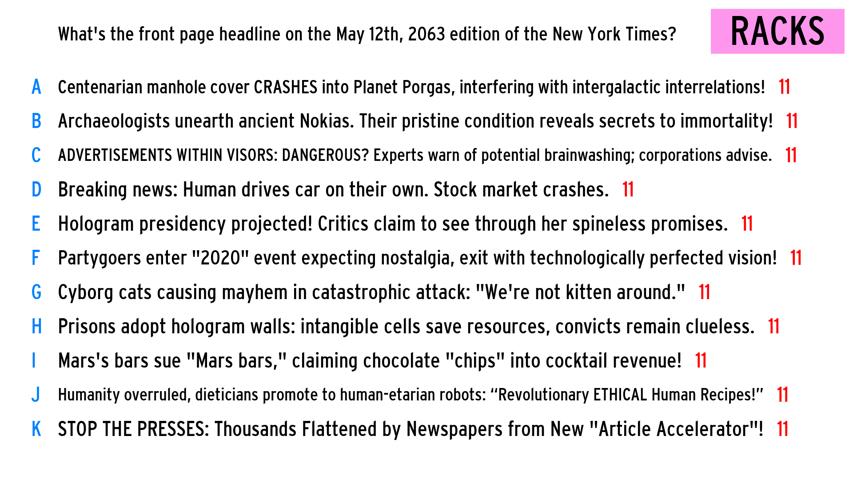 What's the front page headline on the May 12th, 2063 edition of the New York Times?
RACKS
A Centenarian manhole cover CRASHES into Planet Porgas, interfering with intergalactic interrelations! 11
B Archaeologists unearth ancient Nokias. Their pristine condition reveals secrets to immortality! 11
C ADVERTISEMENTS WITHIN VISORS: DANGEROUS? Experts warn of potential brainwashing; corporations advise. 11
D Breaking news: Human drives car on their own. Stock market crashes. 11
E Hologram presidency projected! Critics claim to see through her spineless promises. 11
F Partygoers enter "2020" event expecting nostalgia, exit with technologically perfected vision! 11
G Cyborg cats causing mayhem in catastrophic attack: "We're not kitten around." 11
H Prisons adopt hologram walls: intangible cells save resources, convicts remain clueless. 11
I Mars's bars sue "Mars bars," claiming chocolate "chips" into cocktail revenue! 11
J Humanity overruled, dieticians promote to human-etarian robots: “Revolutionary ETHICAL Human Recipes!” 11
K STOP THE PRESSES: Thousands Flattened by Newspapers from New "Article Accelerator"! 11